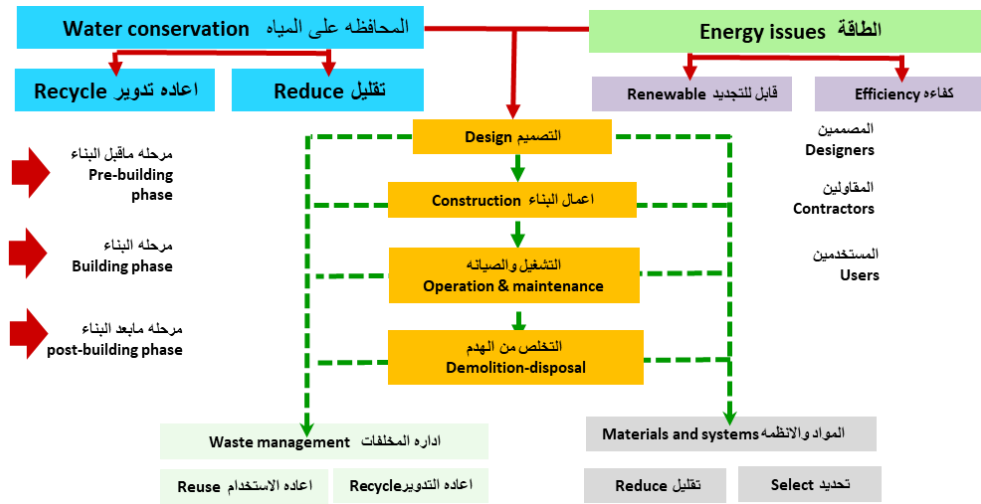 Water conservation المحافظه على المياه
Energy issues الطاقة
Recycle اعاده تدوير
Reduce تقليل
Renewable قابل للتجديد
Efficiency كفاءه
Design التصميم
المصممين
Designers
مرحله ماقبل البناء
Pre-building
phase
Construction اعمال البناء
المقاولين
Contractors
مرحله البناء
Building phase
التشغيل والصيانه
Operation & maintenance
المستخدمين
Users
مرحله مابعد البناء
post-building phase
التخلص من الهدم
Demolition-disposal
Waste management اداره المخلفات
Materials and systems المواد والانظمه
Reuse اعاده الاستخدام
Recycle اعاده التدوير
Reduce تقليل
Select تحديد